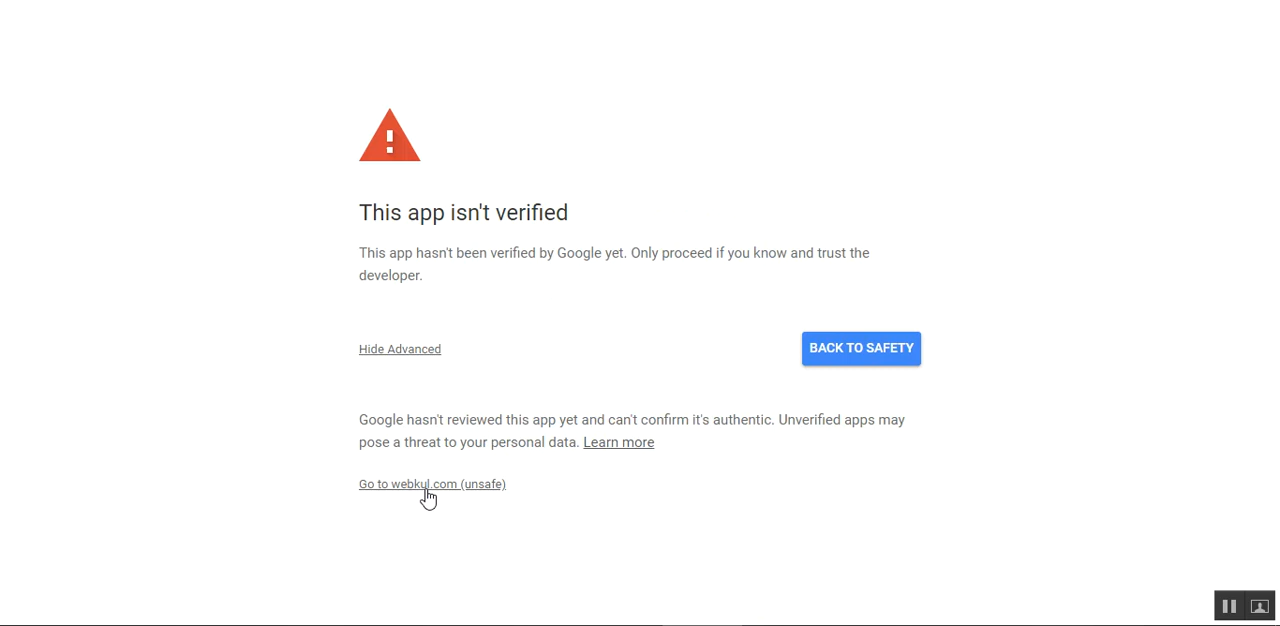 This app isn't verified
This app hasn't been verified by Google yet. Only proceed if you know and trust the
developer.
Hide Advanced
BACK TO SAFETY
Google hasn't reviewed this app yet and can't confirm it's authentic. Unverified apps may
pose a threat to your personal data. Learn more
Go to webkul.com (unsafe)